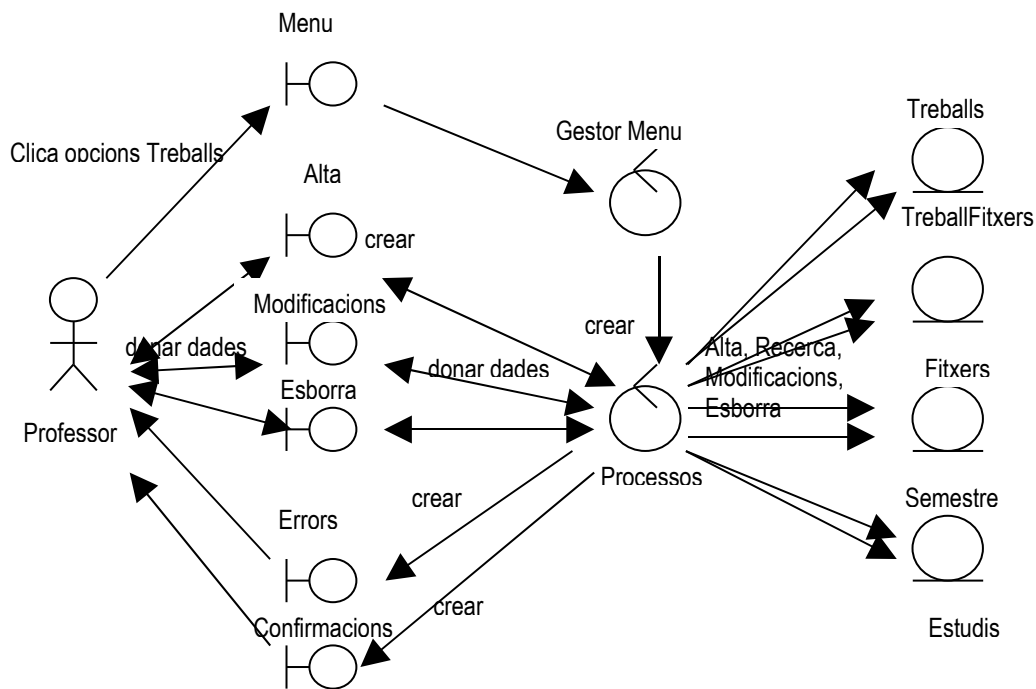 Menu
Treballs
Gestor Menu
Clica opcions Treballs
Alta
TreballFitxers
crear
Modificacions
crear
donar dades
Alta, Recerca,
donar dades
Modificacions,
Fitxers
Esborra
Esborra
Professor
Processos
crear
Semestre
Errors
crear
Confirmacions
Estudis